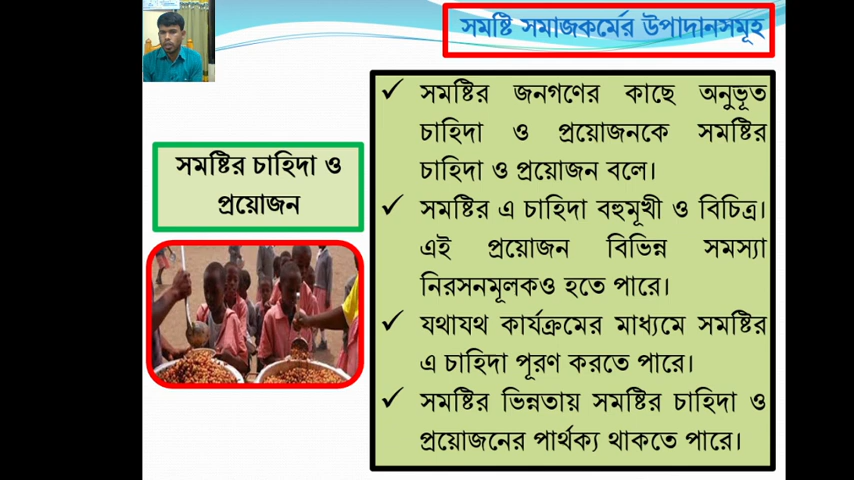 সমষ্টি সমাজকর্মের উপাদানসমূহ
সমষ্টির চাহিদা ও
প্রয়োজন
সমষ্টির জনগণের কাছে অনুভূত
চাহিদা ও প্রয়োজনকে সমষ্টির
চাহিদা ও প্রয়োজন বলে।
সমষ্টির এ চাহিদা বহুমূখী ও বিচিত্র।
এই প্রয়োজন বিভিন্ন সমস্যা
নিরসনমূলকও হতে পারে।
যথাযথ কার্যক্রমের মাধ্যমে সমষ্টির
এ চাহিদা পূরণ করতে পারে।
সমষ্টির ভিন্নতায় সমষ্টির চাহিদা ও
প্রয়োজনের পার্থক্য থাকতে পারে।